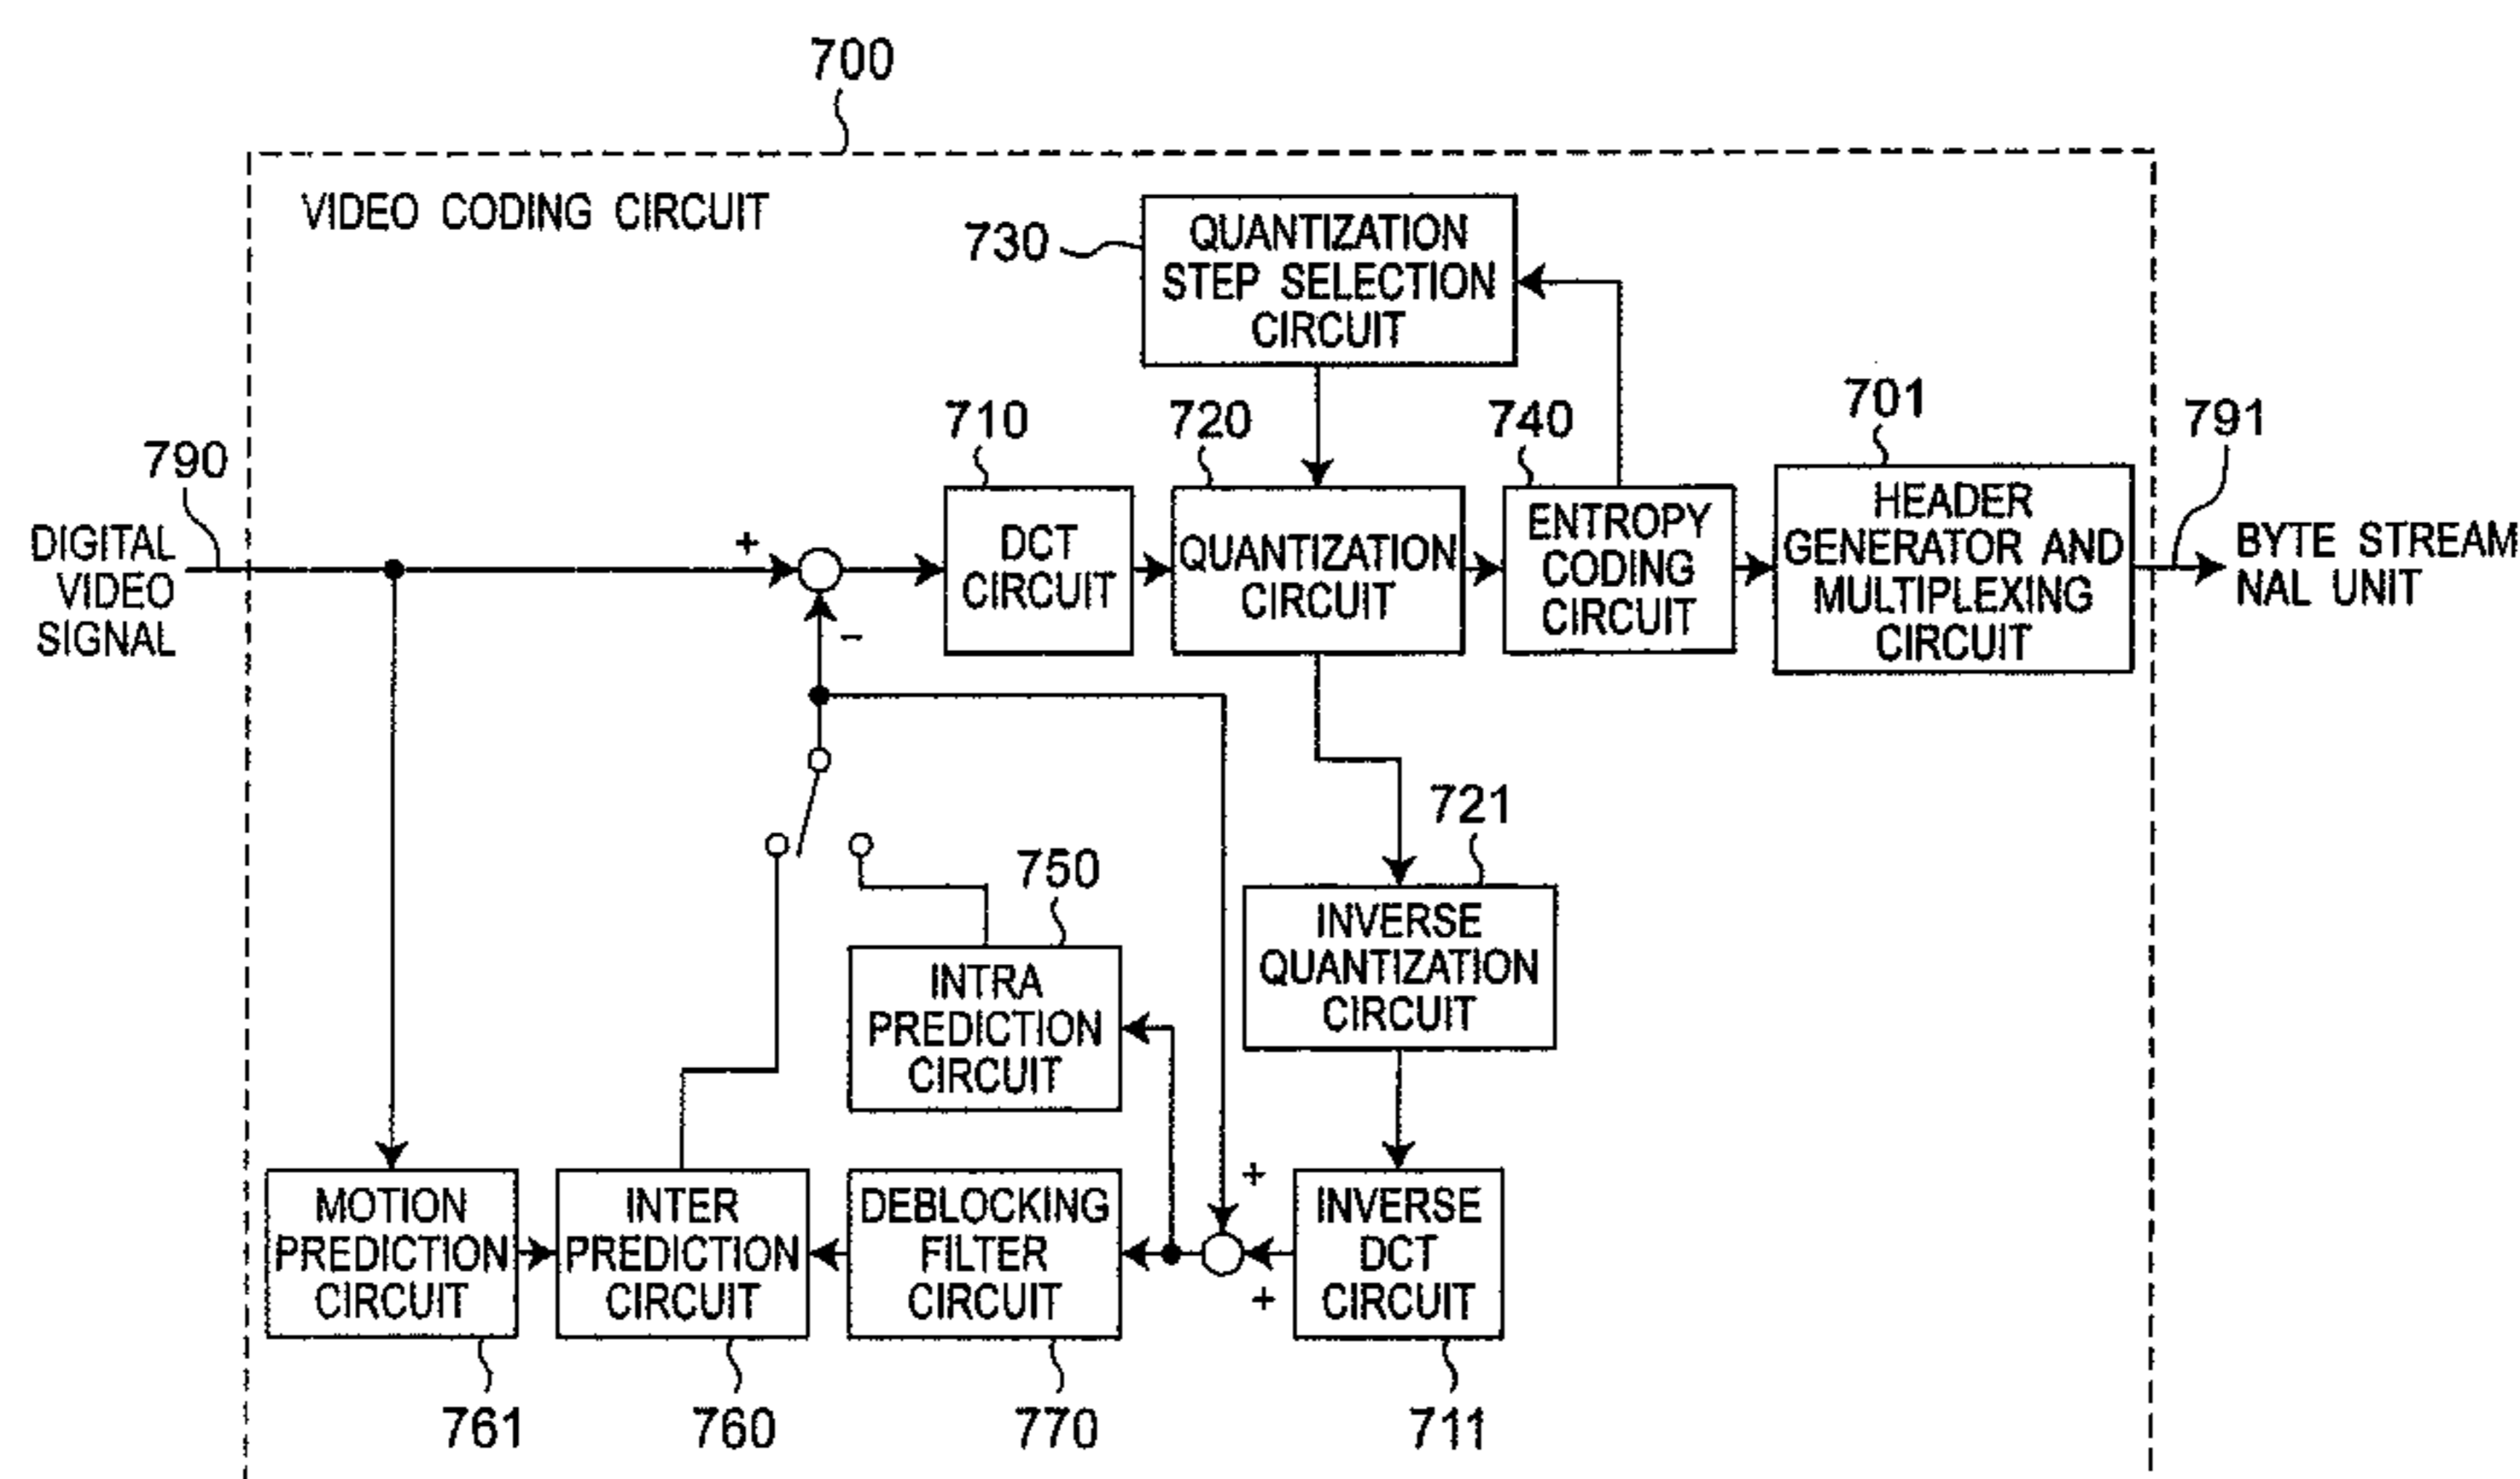 700
VIDEO CODING CIRCUIT
730
QUANTIZATION
STEP SELECTION
CIRCUIT
790
710
720
740
701
791
DIGITAL
VIDEO
SIGNAL
+
−
DCT
CIRCUIT
QUANTIZATION
CIRCUIT
ENTROPY
CODING
CIRCUIT
HEADER
GENERATOR AND
MULTIPLEXING
CIRCUIT
BYTE STREAM
NAL UNIT
721
750
INVERSE
QUANTIZATION
CIRCUIT
INTRA
PREDICTION
CIRCUIT
MOTION
PREDICTION
CIRCUIT
INTER
PREDICTION
CIRCUIT
DEBLOCKING
FILTER
CIRCUIT
+
+
INVERSE
DCT
CIRCUIT
761
760
770
711